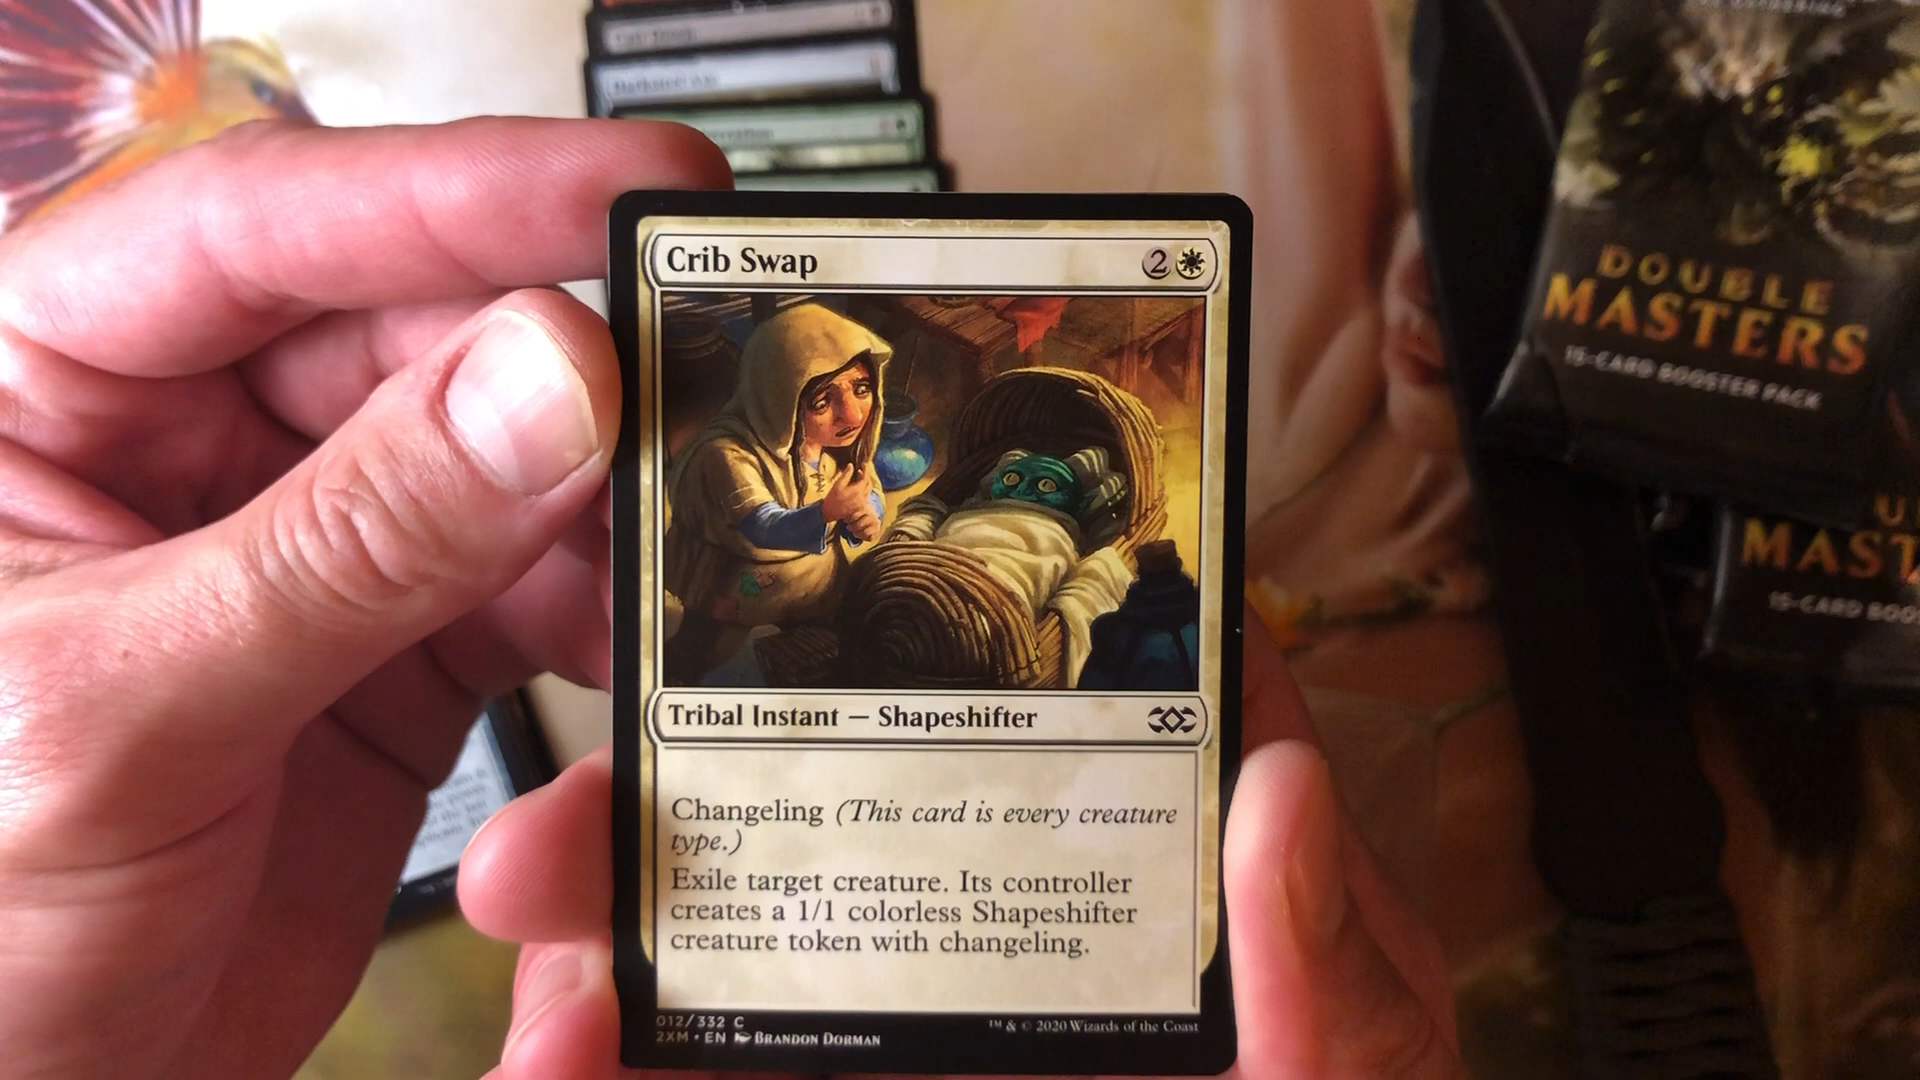 Crib Swap 2
Tribal Instant — Shapeshifter
Changeling (This card is every creature
type.)
Exile target creature. Its controller
creates a 1/1 colorless Shapeshifter
creature token with changeling.
012/332 C
2XM • EN BRANDON DORMAN
™ & © 2020 Wizards of the Coast
DOUBLE
MASTERS
15-CARD BOOSTER PACK
MAST
15-CARD BOO